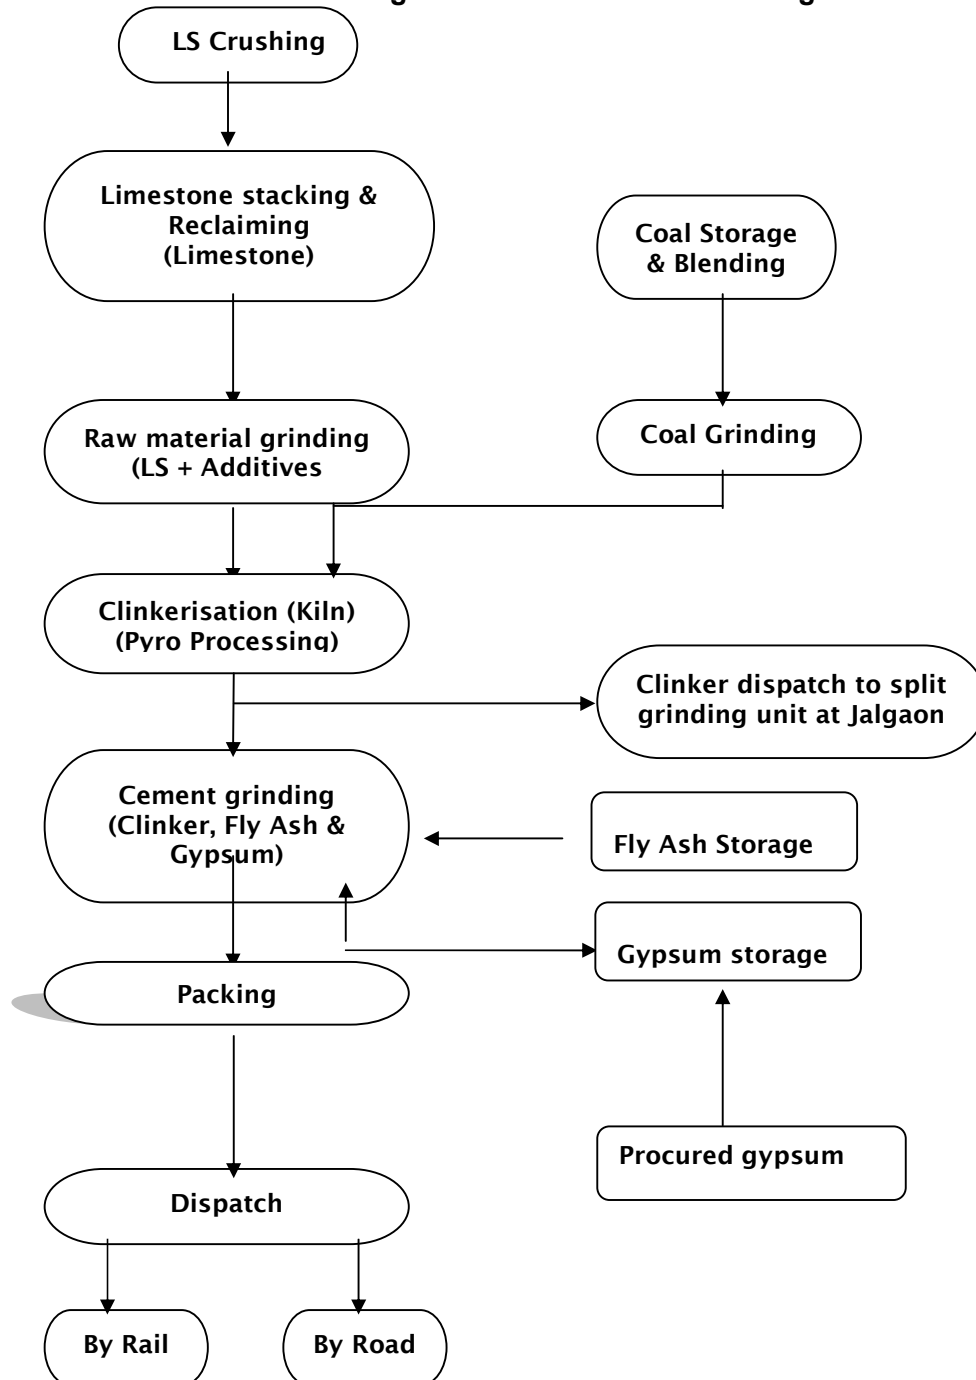 LS Crushing
Limestone stacking &
Reclaiming
(Limestone)
Coal Storage
& Blending
Raw material grinding
(LS + Additives
Coal Grinding
Clinkerisation (Kiln)
(Pyro Processing)
Clinker dispatch to split
grinding unit at Jalgaon
Cement grinding
(Clinker, Fly Ash &
Gypsum)
Fly Ash Storage
Gypsum storage
Packing
Procured gypsum
Dispatch
By Rail
By Road